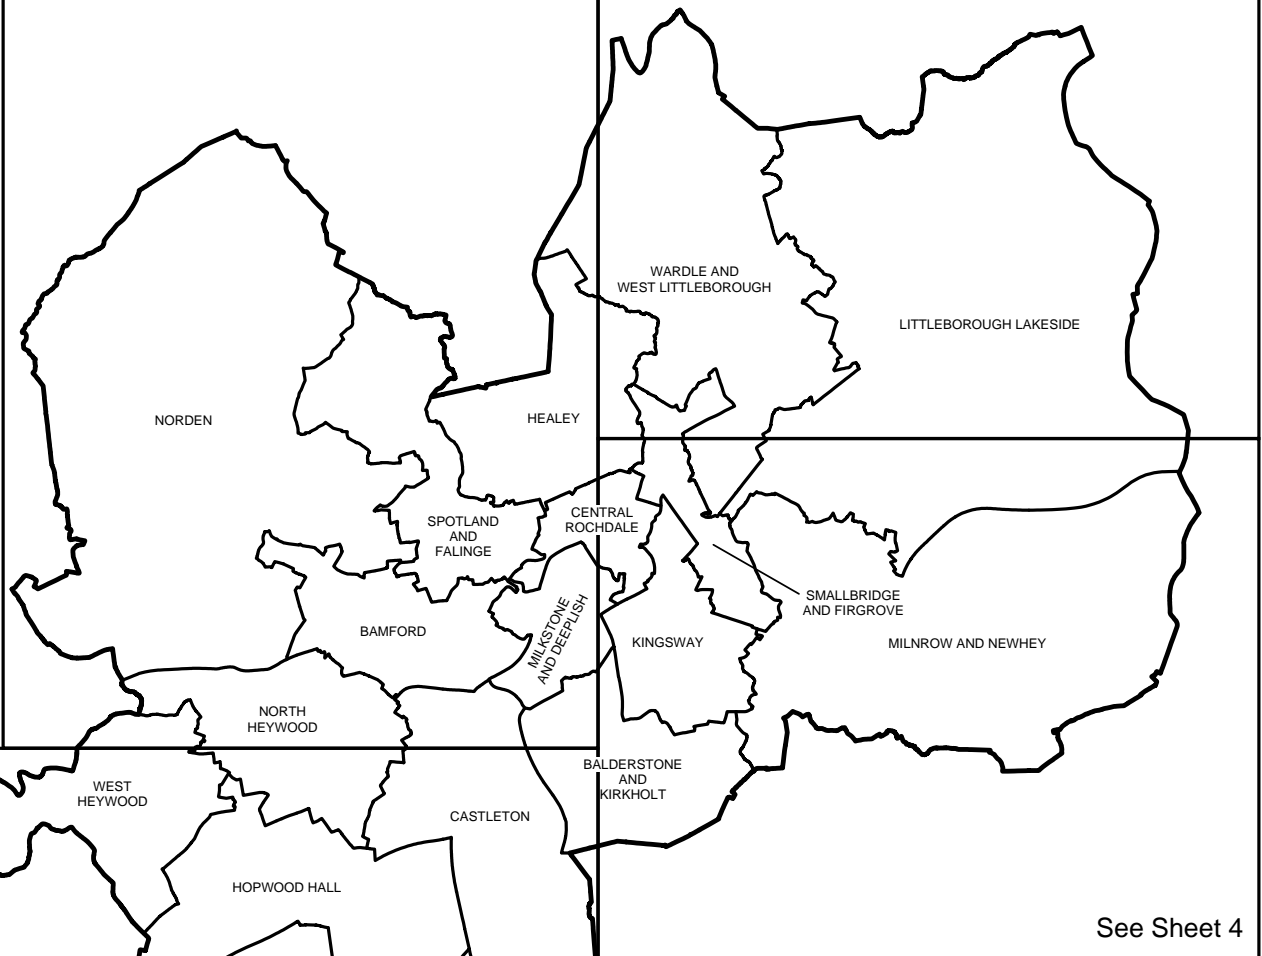 WARDLE AND
WEST LITTLEBOROUGH
LITTLEBOROUGH LAKESIDE
NORDEN
HEALEY
CENTRAL
ROCHDALE
SPOTLAND
AND
FALINGE
SMALLBRIDGE
AND FIRGROVE
MILKSTONE
AND DEEPLISH
BAMFORD
KINGSWAY
MILNROW AND NEWHEY
NORTH
HEYWOOD
BALDERSTONE
AND
KIRKHOLT
WEST
HEYWOOD
CASTLETON
HOPWOOD HALL
See Sheet 4